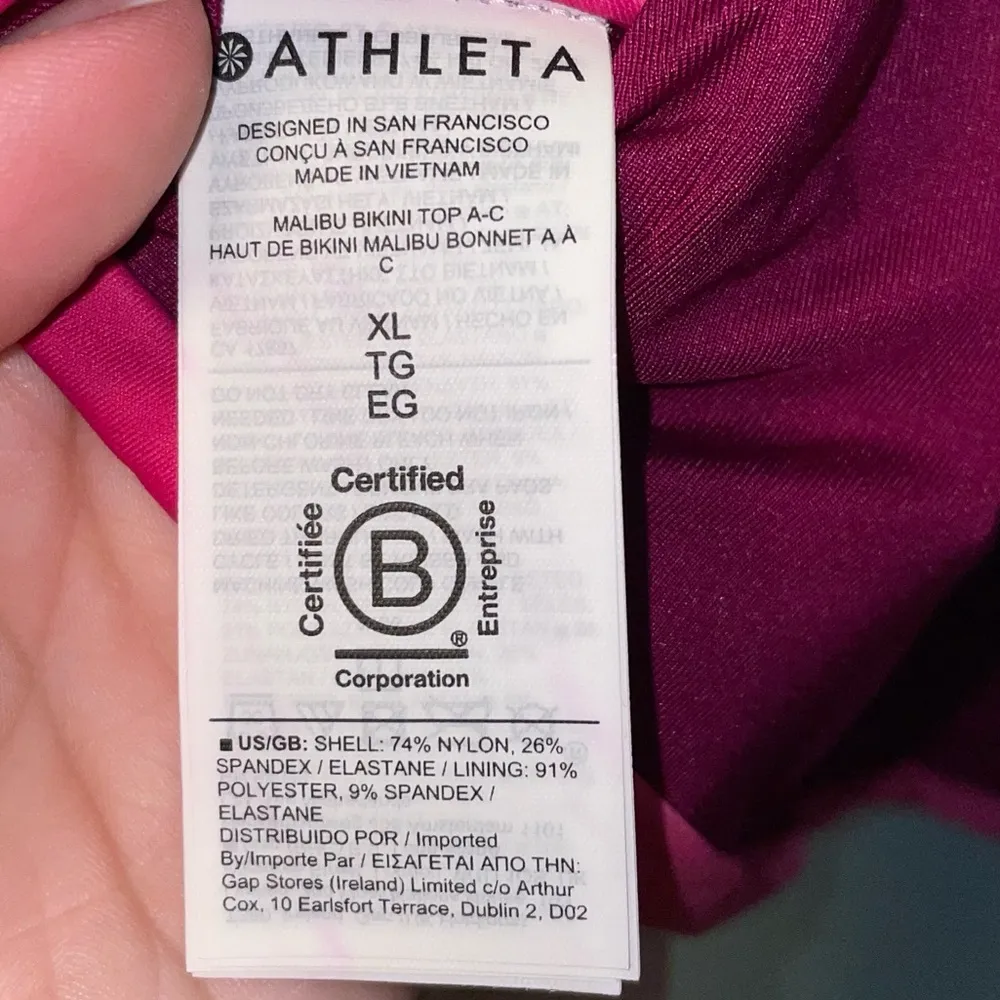 ATHLETA
DESIGNED IN SAN FRANCISCO
CONÇU À SAN FRANCISCO
MADE IN VIETNAM
MALIBU BIKINI TOP A-C
HAUT DE BIKINI MALIBU BONNET A À
C
XL
TG
EG
Certified
Certifiée
B
Entreprise
®
Corporation
US/GB: SHELL: 74% NYLON, 26%
SPANDEX / ELASTANE / LINING: 91%
POLYESTER, 9% SPANDEX /
ELASTANE
DISTRIBUIDO POR / Imported
By/Importe Par / ΕΙΣΑΓΕΤΑΙ ΑΠΟ ΤΗΝ:
Gap Stores (Ireland) Limited c/o Arthur
Cox, 10 Earlsfort Terrace, Dublin 2, D02